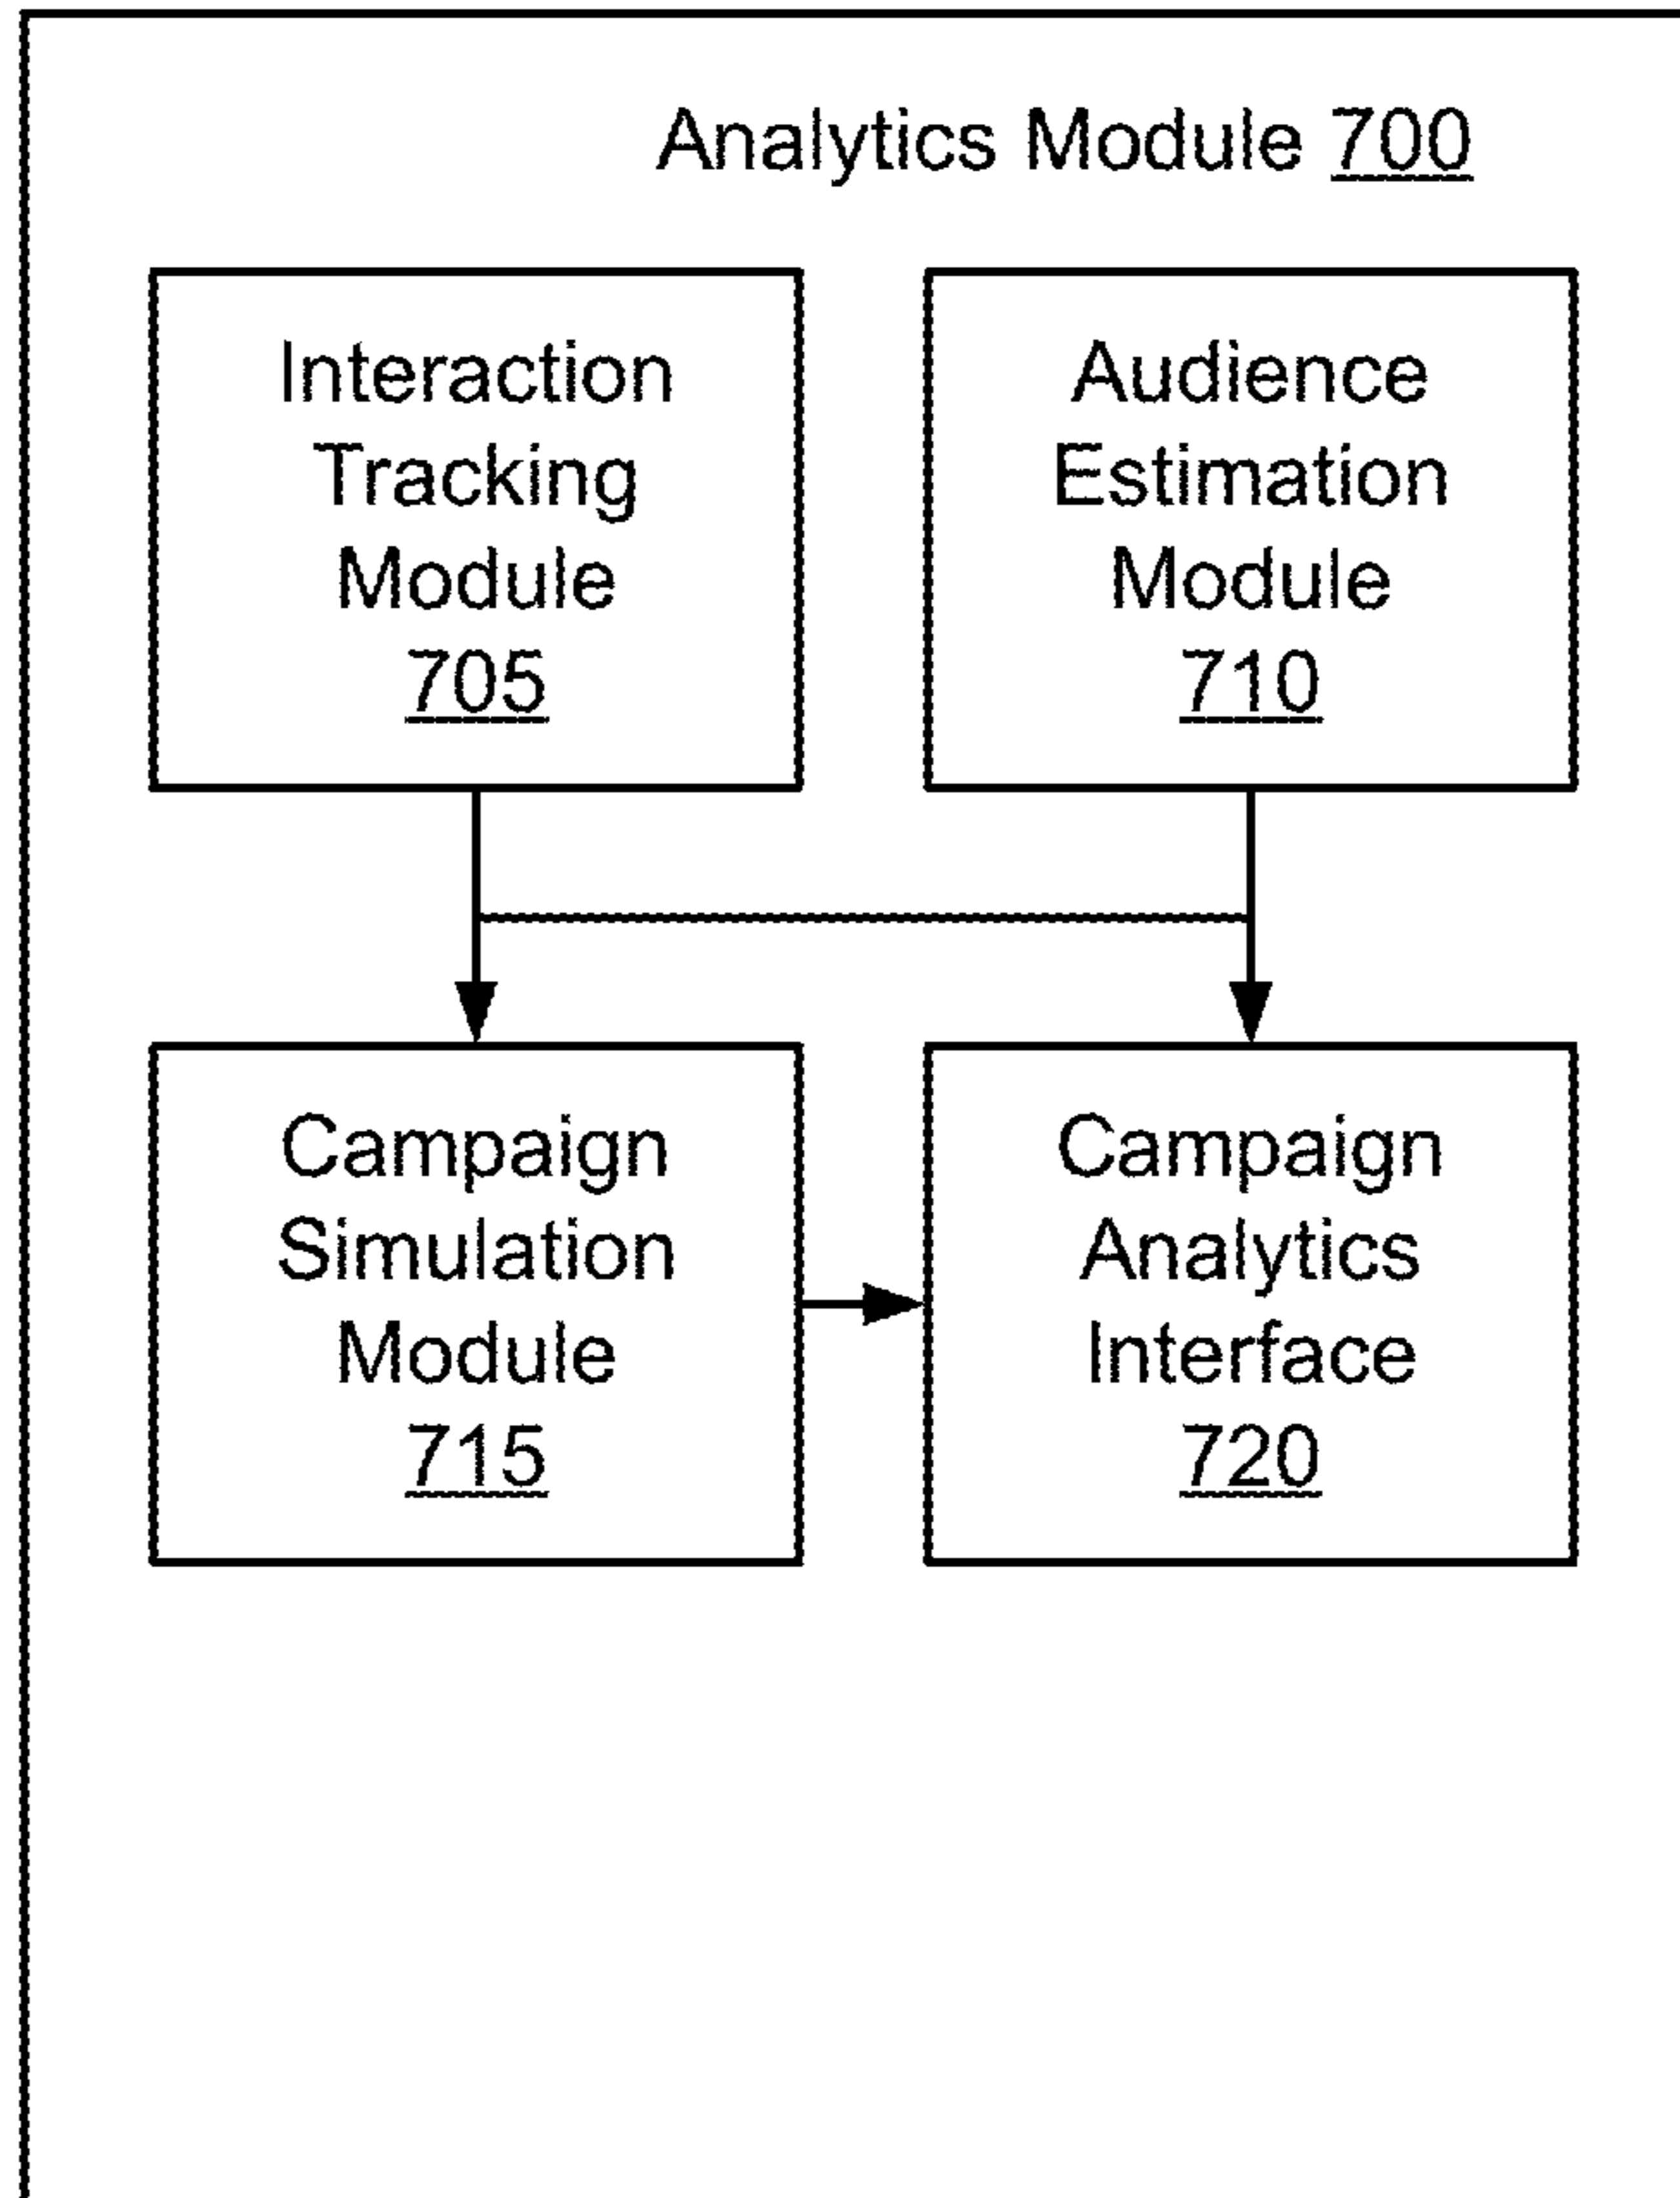 Analytics Module 700
Interaction
Tracking
Module
705
Audience
Estimation
Module
710
Campaign
Simulation
Module
715
Campaign
Analytics
Interface
720